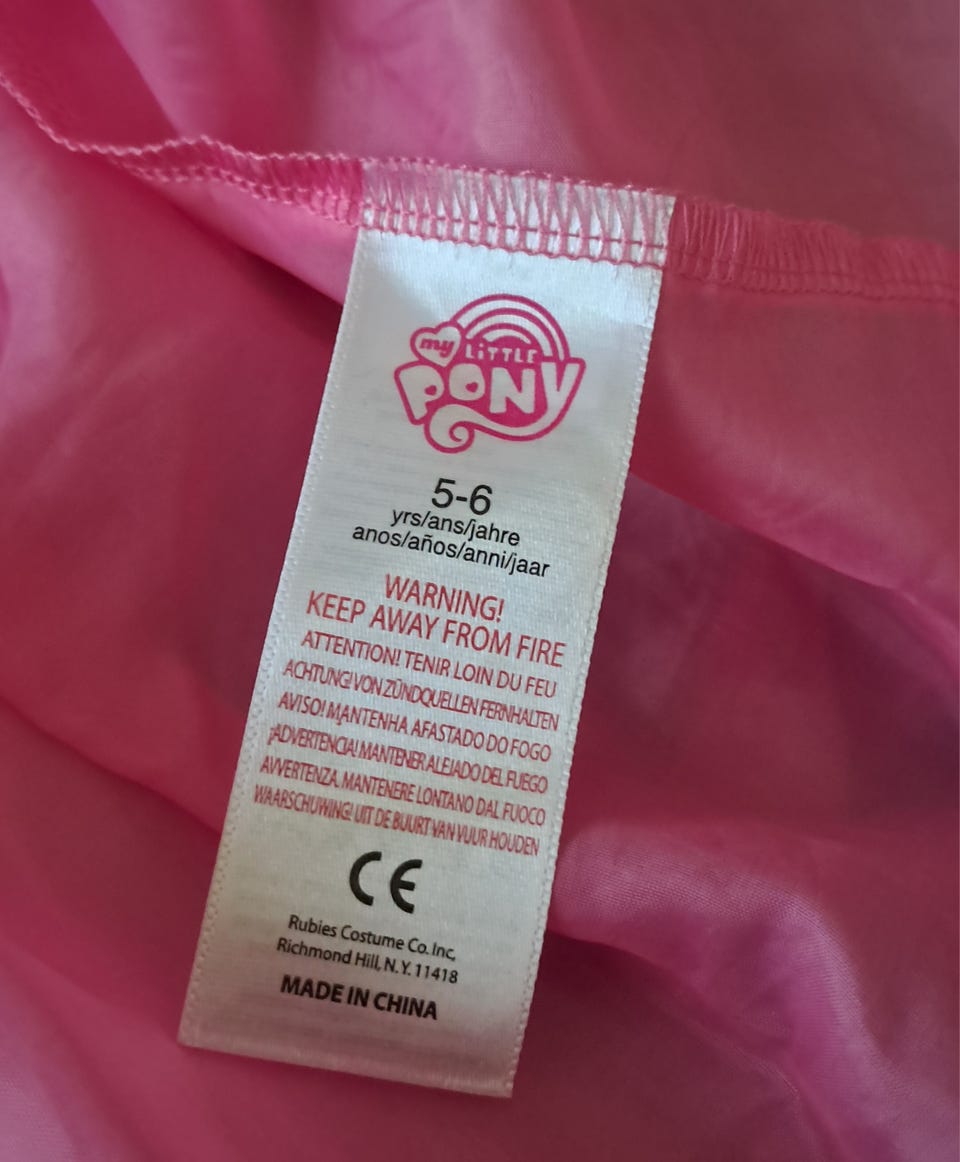 my LITTLE
PONY
5-6
yrs/ans/jahre
anos/años/anni/jaar
WARNING!
KEEP AWAY FROM FIRE
ATTENTION! TENIR LOIN DU FEU
ACHTUNG! VON ZÜNDQUELLEN FERNHALTEN
AVISO! MANTENHA AFASTADO DO FOGO
¡ADVERTENCIA! MANTENER ALEJADO DEL FUEGO
AVVERTENZA. MANTENERE LONTANO DAL FUOCO
WAARSCHUWING! UIT DE BUURT VAN VUUR HOUDEN
CE
Rubies Costume Co. Inc,
Richmond Hill, N.Y. 11418
MADE IN CHINA